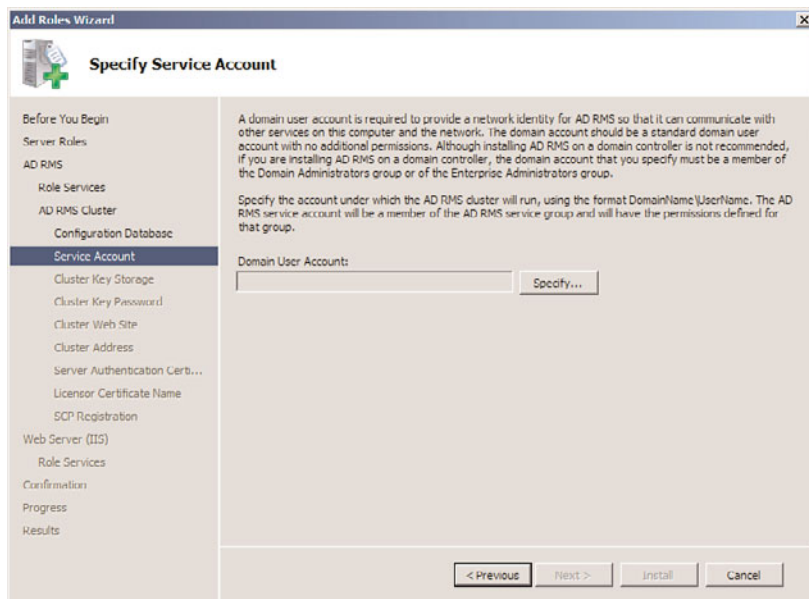 Add Roles Wizard
Specify Service Account
Before You Begin
Server Roles
AD RMS
Role Services
AD RMS Cluster
Configuration Database
Service Account
Cluster Key Storage
Cluster Key Password
Cluster Web Site
Cluster Address
Server Authentication Certi...
Licensor Certificate Name
SCP Registration
Web Server (IIS)
Role Services
Confirmation
Progress
Results
A domain user account is required to provide a network identity for AD RMS so that it can communicate with
other services on this computer and the network. The domain account should be a standard domain user
account with no additional permissions. Although installing AD RMS on a domain controller is not recommended,
if you are installing AD RMS on a domain controller, the domain account that you specify must be a member of
the Domain Administrators group or of the Enterprise Administrators group.
Specify the account under which the AD RMS cluster will run, using the format DomainName\UserName. The AD
RMS service account will be a member of the AD RMS service group and will have the permissions defined for
that group.
Domain User Account:
Specify...
< Previous
Next >
Install
Cancel